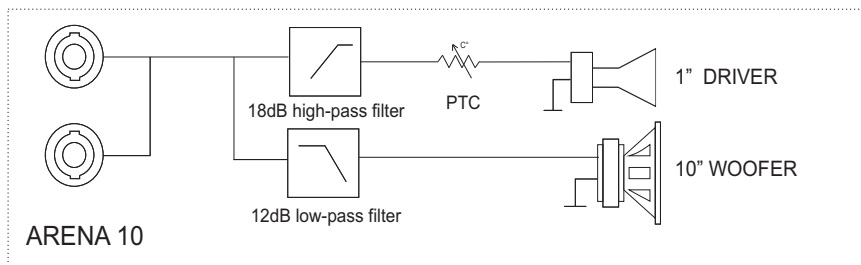 C°
18dB high-pass filter
PTC
1” DRIVER
12dB low-pass filter
10” WOOFER
ARENA 10